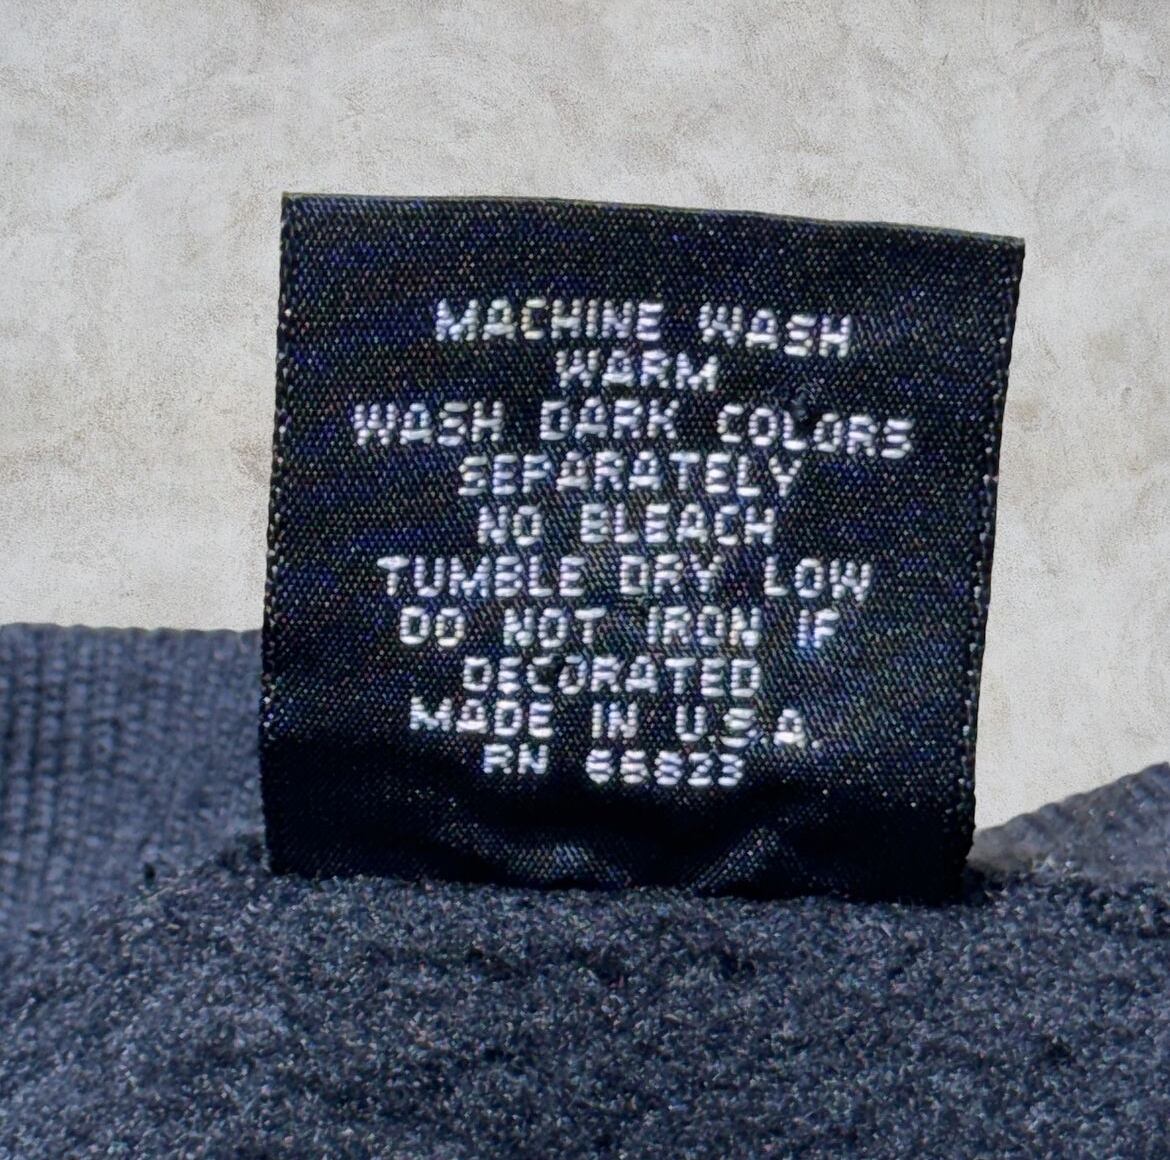 MACHINE WASH
WARM
WASH DARK COLORS
SEPARATELY
NO BLEACH
TUMBLE DRY LOW
DO NOT IRON IF
DECORATED
MADE IN U.S.A.
RN